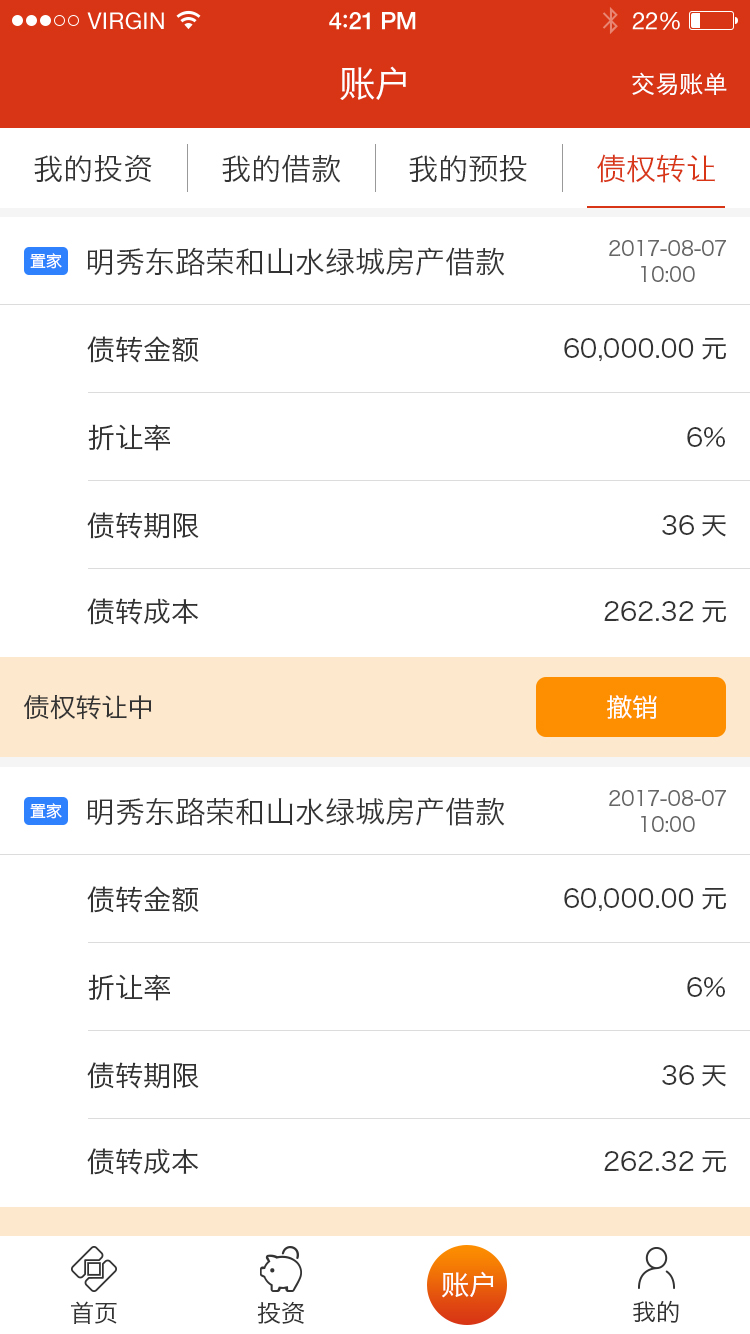 VIRGIN 4:21 PM 22%
账户 交易账单
我的投资 我的借款 我的预投 债权转让
置家 明秀东路荣和山水绿城房产借款 2017-08-07
10:00
债转金额 60,000.00 元
折让率 6%
债转期限 36 天
债转成本 262.32 元
债权转让中 撤销
置家 明秀东路荣和山水绿城房产借款 2017-08-07
10:00
债转金额 60,000.00 元
折让率 6%
债转期限 36 天
债转成本 262.32 元
首页 投资 账户 我的